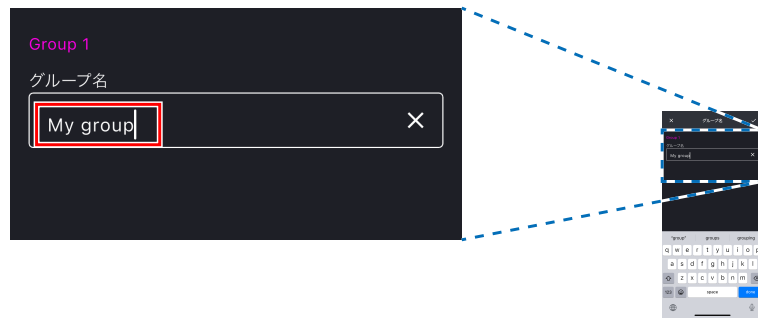 Group 1
グループ名
My group
グループ名
Group 1
グループ名
My group
"group" groups grouping
q w e r t y u i o p
a s d f g h j k l
z x c v b n m
123 space done